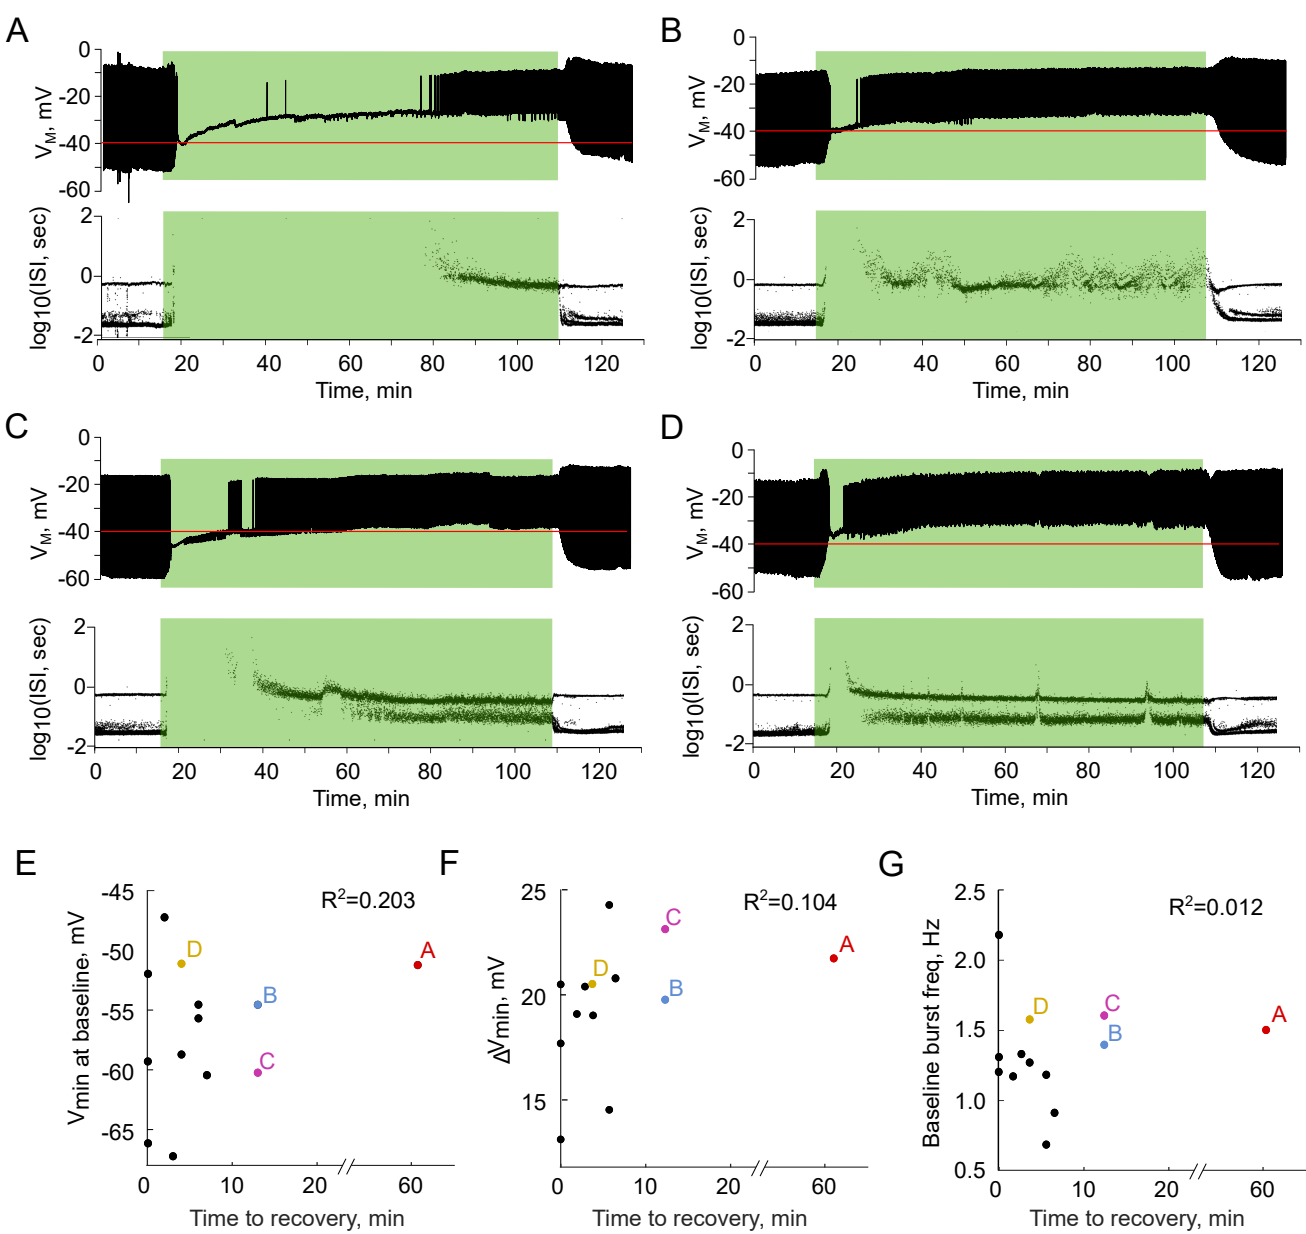 A
0
-20
-40
-60
VM, mV
2
0
-2
log10(ISI, sec)
0 20 40 60 80 100 120
Time, min
B
0
-20
-40
-60
VM, mV
2
0
-2
log10(ISI, sec)
0 20 40 60 80 100 120
Time, min
C
0
-20
-40
-60
VM, mV
2
0
-2
log10(ISI, sec)
0 20 40 60 80 100 120
Time, min
D
0
-20
-40
-60
VM, mV
2
0
-2
log10(ISI, sec)
0 20 40 60 80 100 120
Time, min
E
-45
-50
-55
-60
-65
Vmin at baseline, mV
R2=0.203
D
A
B
C
0 10 20 60
Time to recovery, min
F
25
20
15
ΔVmin, mV
R2=0.104
C
A
D
B
0 10 20 60
Time to recovery, min
G
2.5
2.0
1.5
1.0
0.5
Baseline burst freq, Hz
R2=0.012
D
C
A
B
0 10 20 60
Time to recovery, min